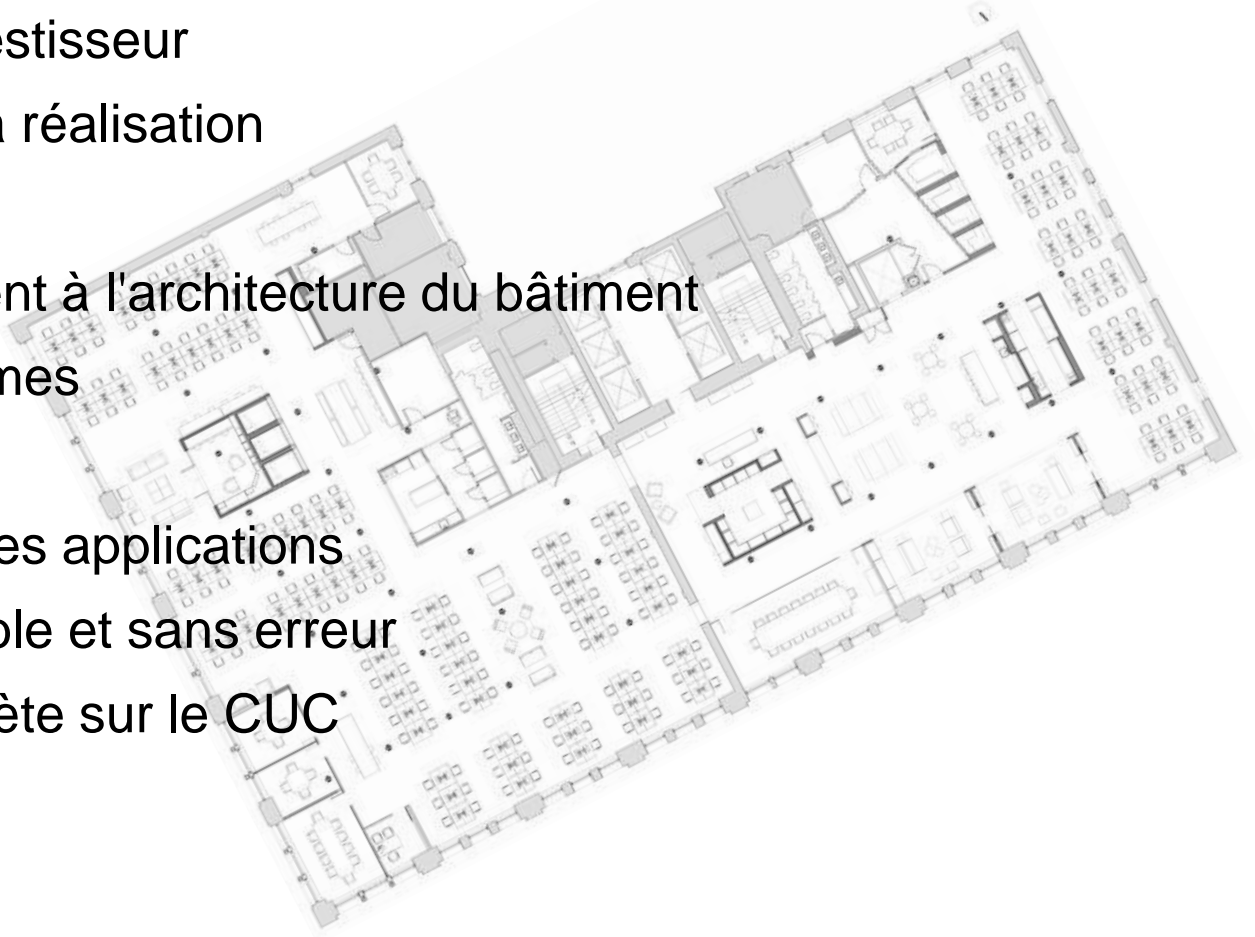 estisseur
réalisation
nt à l'architecture du bâtiment
mes
es applications
ble et sans erreur
ète sur le CUC